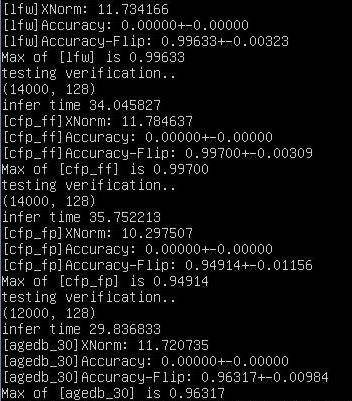 [lfw]XNorm: 11.734166
[lfw]Accuracy: 0.00000+-0.00000
[lfw]Accuracy-Flip: 0.99633+-0.00323
Max of [lfw] is 0.99633
testing verification..
(14000, 128)
infer time 34.045827
[cfp_ff]XNorm: 11.784637
[cfp_ff]Accuracy: 0.00000+-0.00000
[cfp_ff]Accuracy-Flip: 0.99700+-0.00309
Max of [cfp_ff] is 0.99700
testing verification..
(14000, 128)
infer time 35.752213
[cfp_fp]XNorm: 10.297507
[cfp_fp]Accuracy: 0.00000+-0.00000
[cfp_fp]Accuracy-Flip: 0.94914+-0.01156
Max of [cfp_fp] is 0.94914
testing verification..
(12000, 128)
infer time 29.836833
[agedb_30]XNorm: 11.720735
[agedb_30]Accuracy: 0.00000+-0.00000
[agedb_30]Accuracy-Flip: 0.96317+-0.00984
Max of [agedb_30] is 0.96317